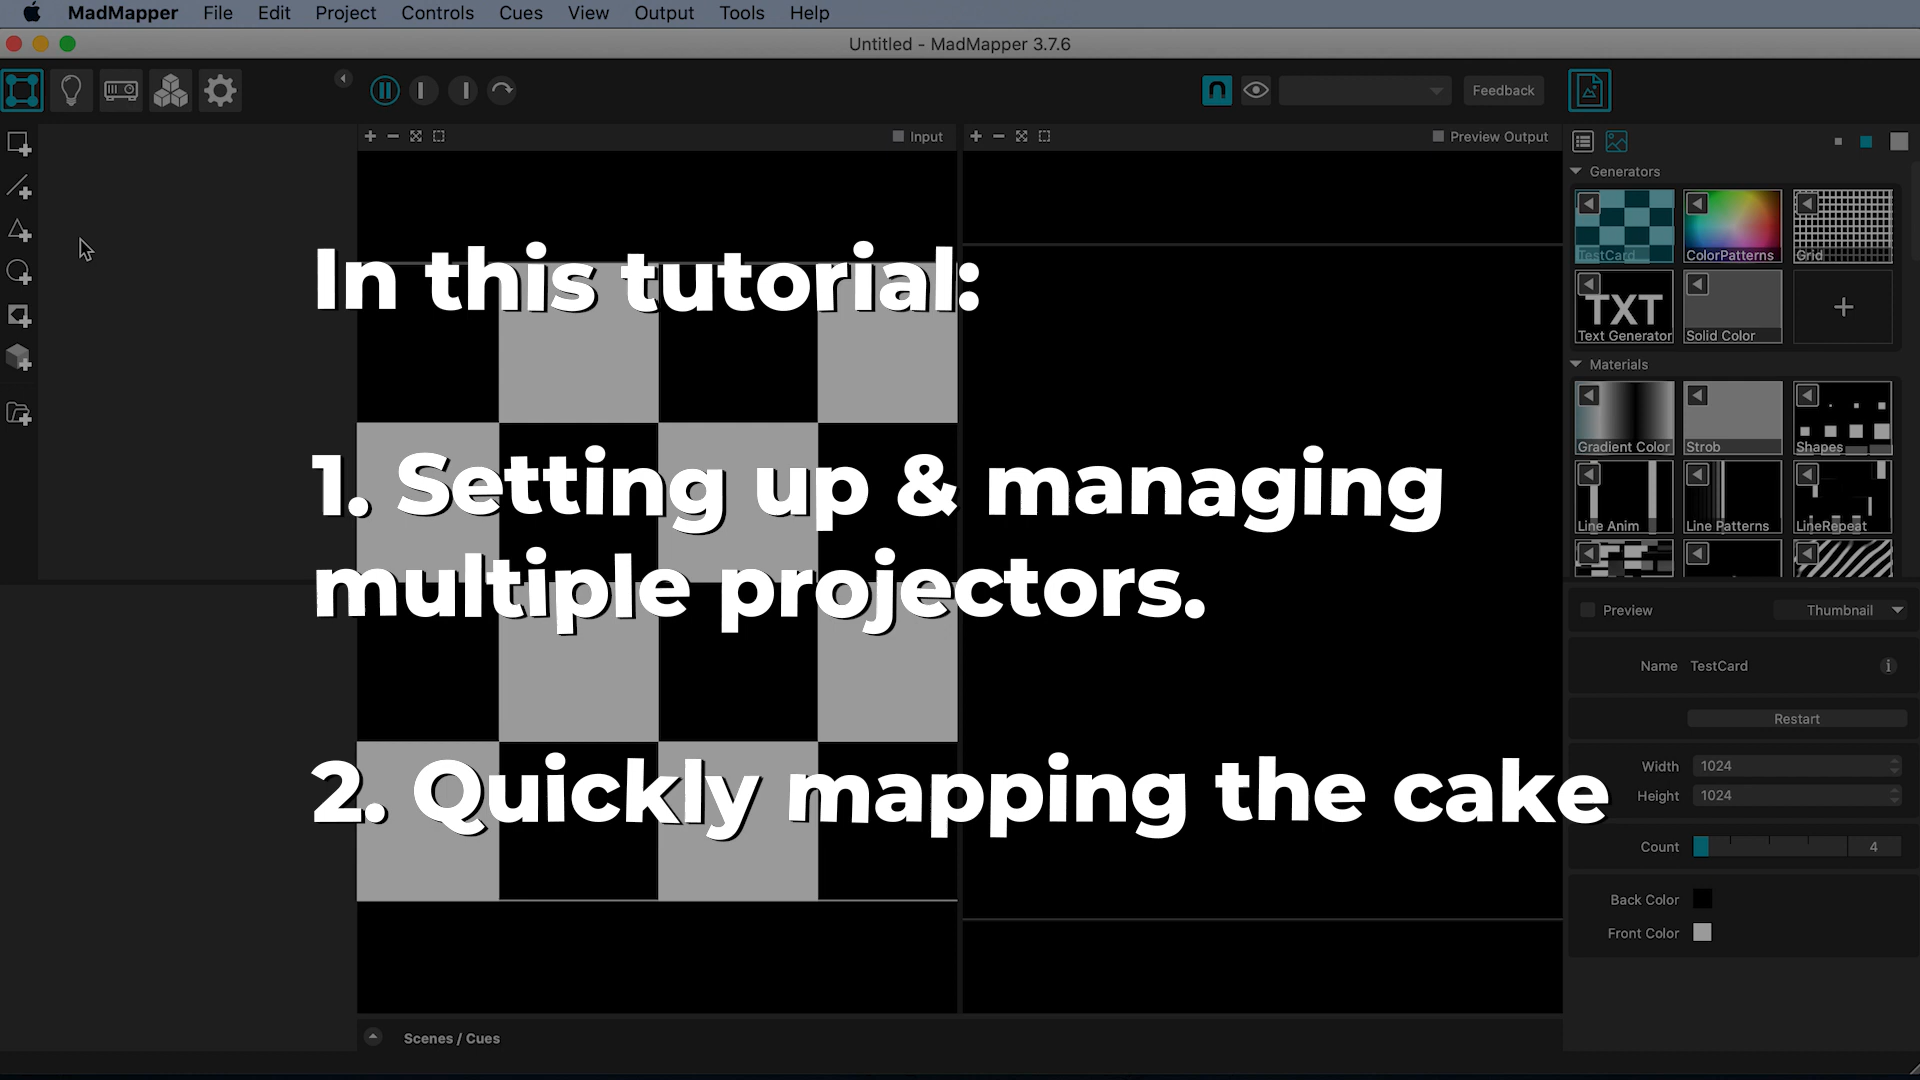 MadMapper File Edit Project Controls Cues View Output Tools Help
Untitled - MadMapper 3.7.6
Feedback
Input
Preview Output
Generators
TestCard ColorPatterns Grid
TXT
Text Generator Solid Color
Materials
Gradient Color Strob Shapes
Line Anim Line Patterns LineRepeat
Preview Thumbnail
Name TestCard
Restart
Width 1024
Height 1024
Count 4
Back Color
Front Color
In this tutorial:
1. Setting up & managing
multiple projectors.
2. Quickly mapping the cake
Scenes / Cues